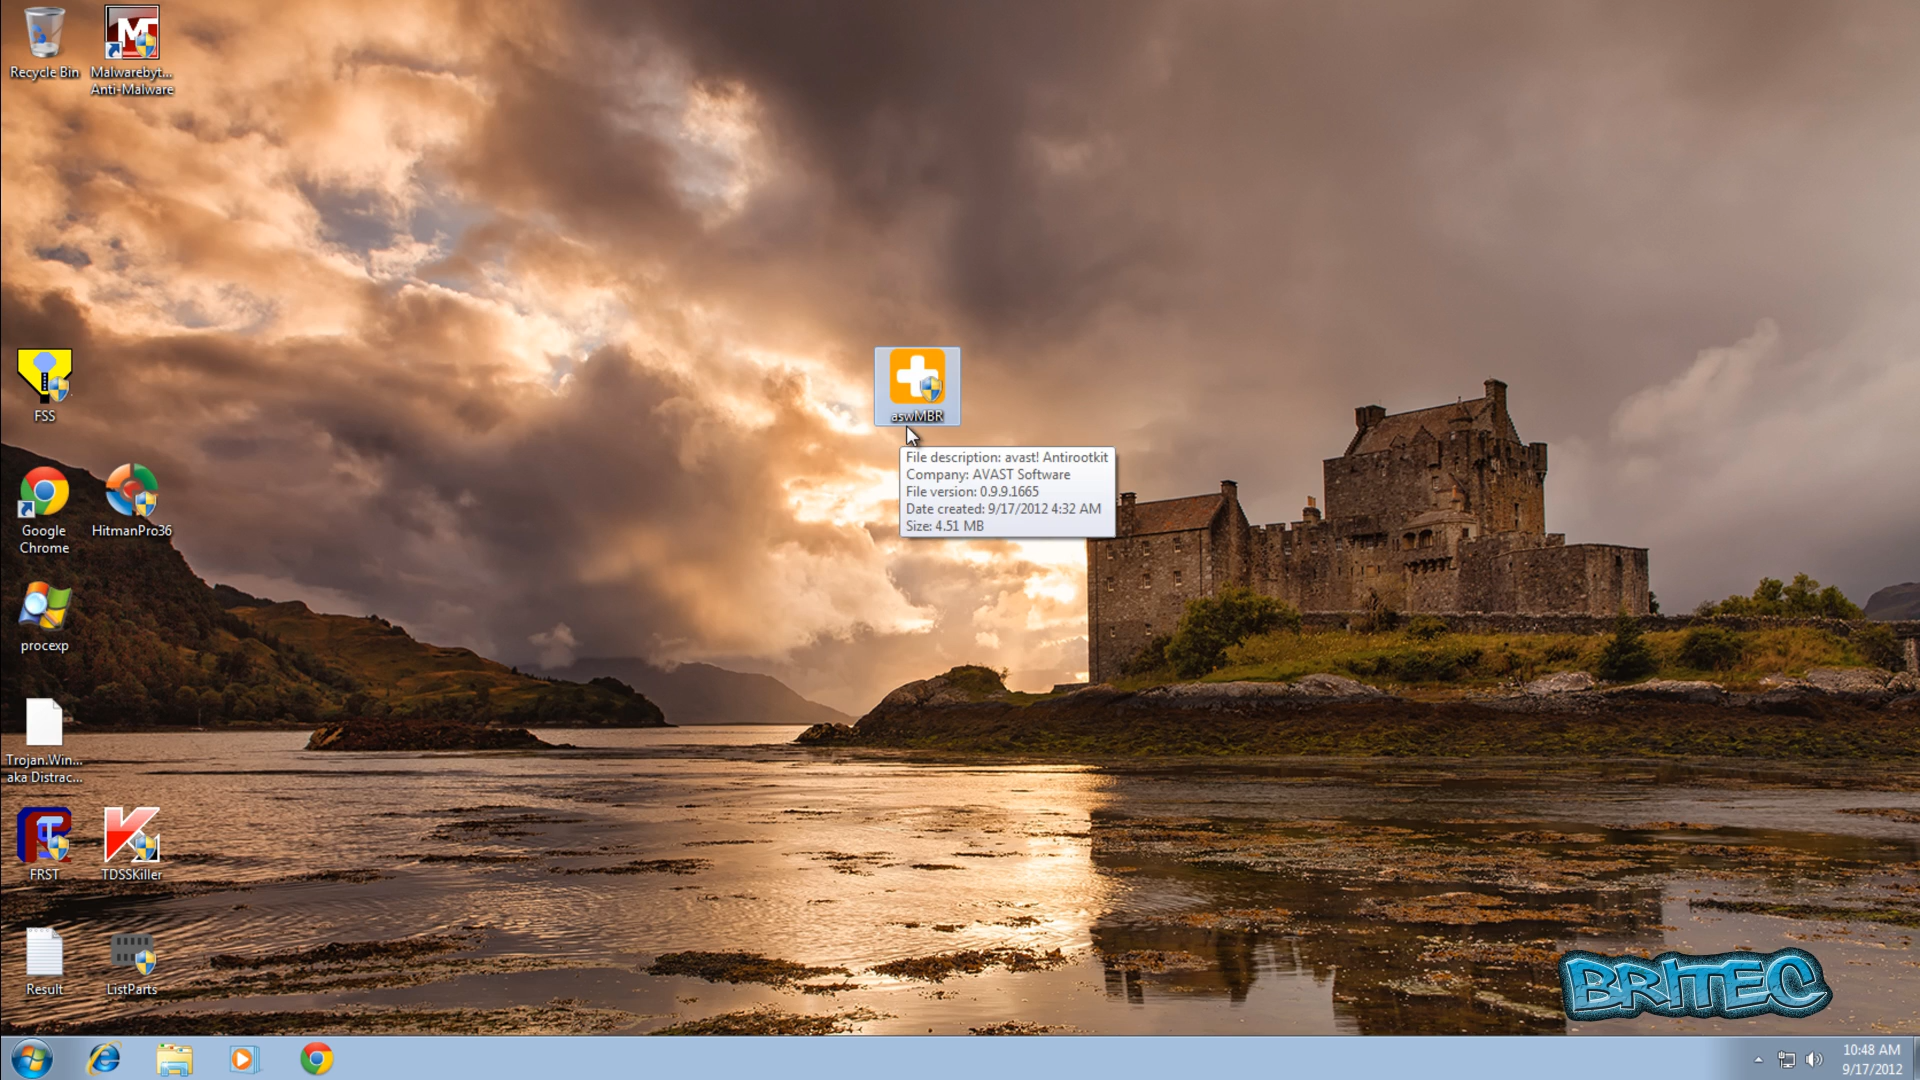 Recycle Bin
Malwarebyt...
Anti-Malware
FSS
aswMBR
File description: avast! Antirootkit
Company: AVAST Software
File version: 0.9.9.1665
Date created: 9/17/2012 4:32 AM
Size: 4.51 MB
Google
Chrome
HitmanPro36
procexp
Trojan.Win...
aka Distrac...
FRST
TDSSKiller
Result
ListParts
BRITEC
10:48 AM
9/17/2012